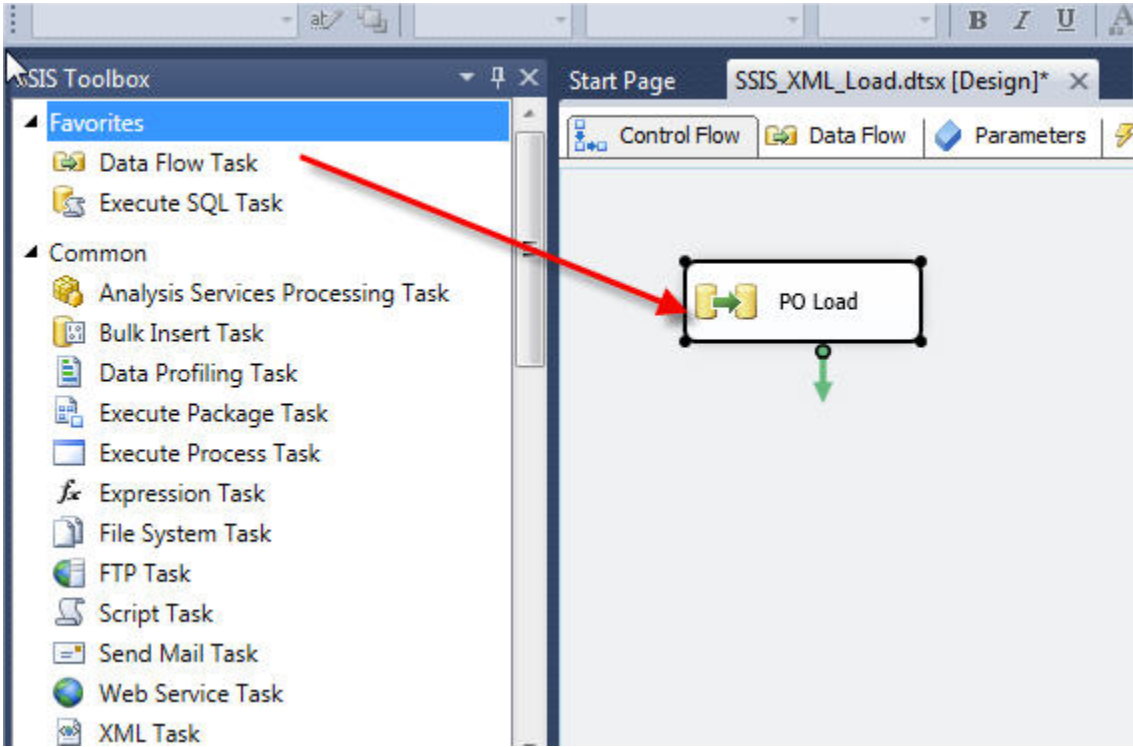 ab
B I U A
SSIS Toolbox
Start Page SSIS_XML_Load.dtsx [Design]*
Favorites
Control Flow Data Flow Parameters
Data Flow Task
Execute SQL Task
Common
Analysis Services Processing Task
PO Load
Bulk Insert Task
Data Profiling Task
Execute Package Task
Execute Process Task
fx Expression Task
File System Task
FTP Task
Script Task
Send Mail Task
Web Service Task
XML Task